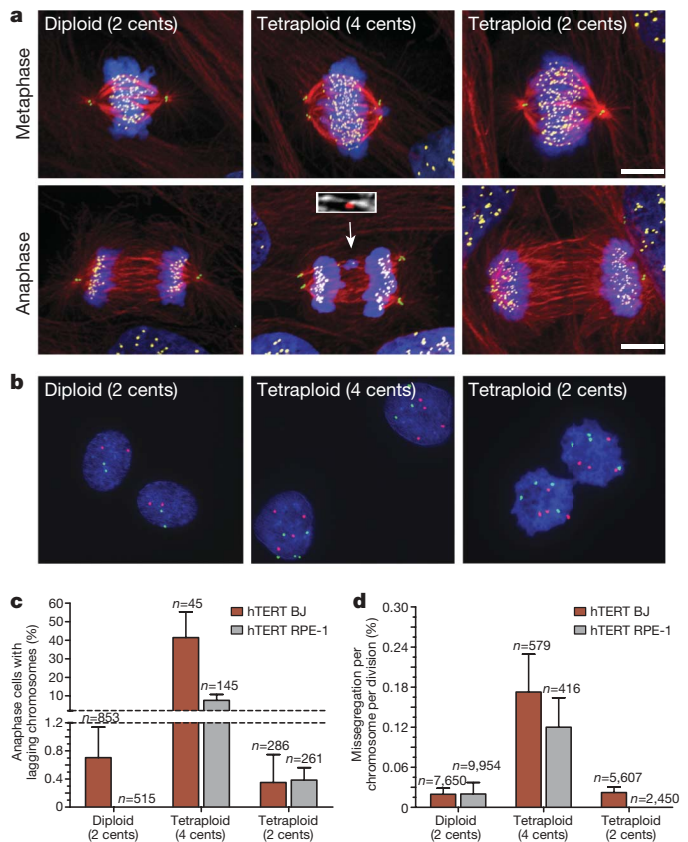 a
Diploid (2 cents)
Tetraploid (4 cents)
Tetraploid (2 cents)
Metaphase
Anaphase
b
Diploid (2 cents)
Tetraploid (4 cents)
Tetraploid (2 cents)
c
Anaphase cells with
lagging chromosomes (%)
60
50
40
30
20
10
1.2
0.8
0.4
0
n=853
n=515
n=45
n=145
n=286
n=261
hTERT BJ
hTERT RPE-1
Diploid
(2 cents)
Tetraploid
(4 cents)
Tetraploid
(2 cents)
d
Missegregation per
chromosome per division (%)
0.30
0.24
0.18
0.12
0.06
0
n=7,650
n=9,954
n=579
n=416
n=5,607
n=2,450
hTERT BJ
hTERT RPE-1
Diploid
(2 cents)
Tetraploid
(4 cents)
Tetraploid
(2 cents)